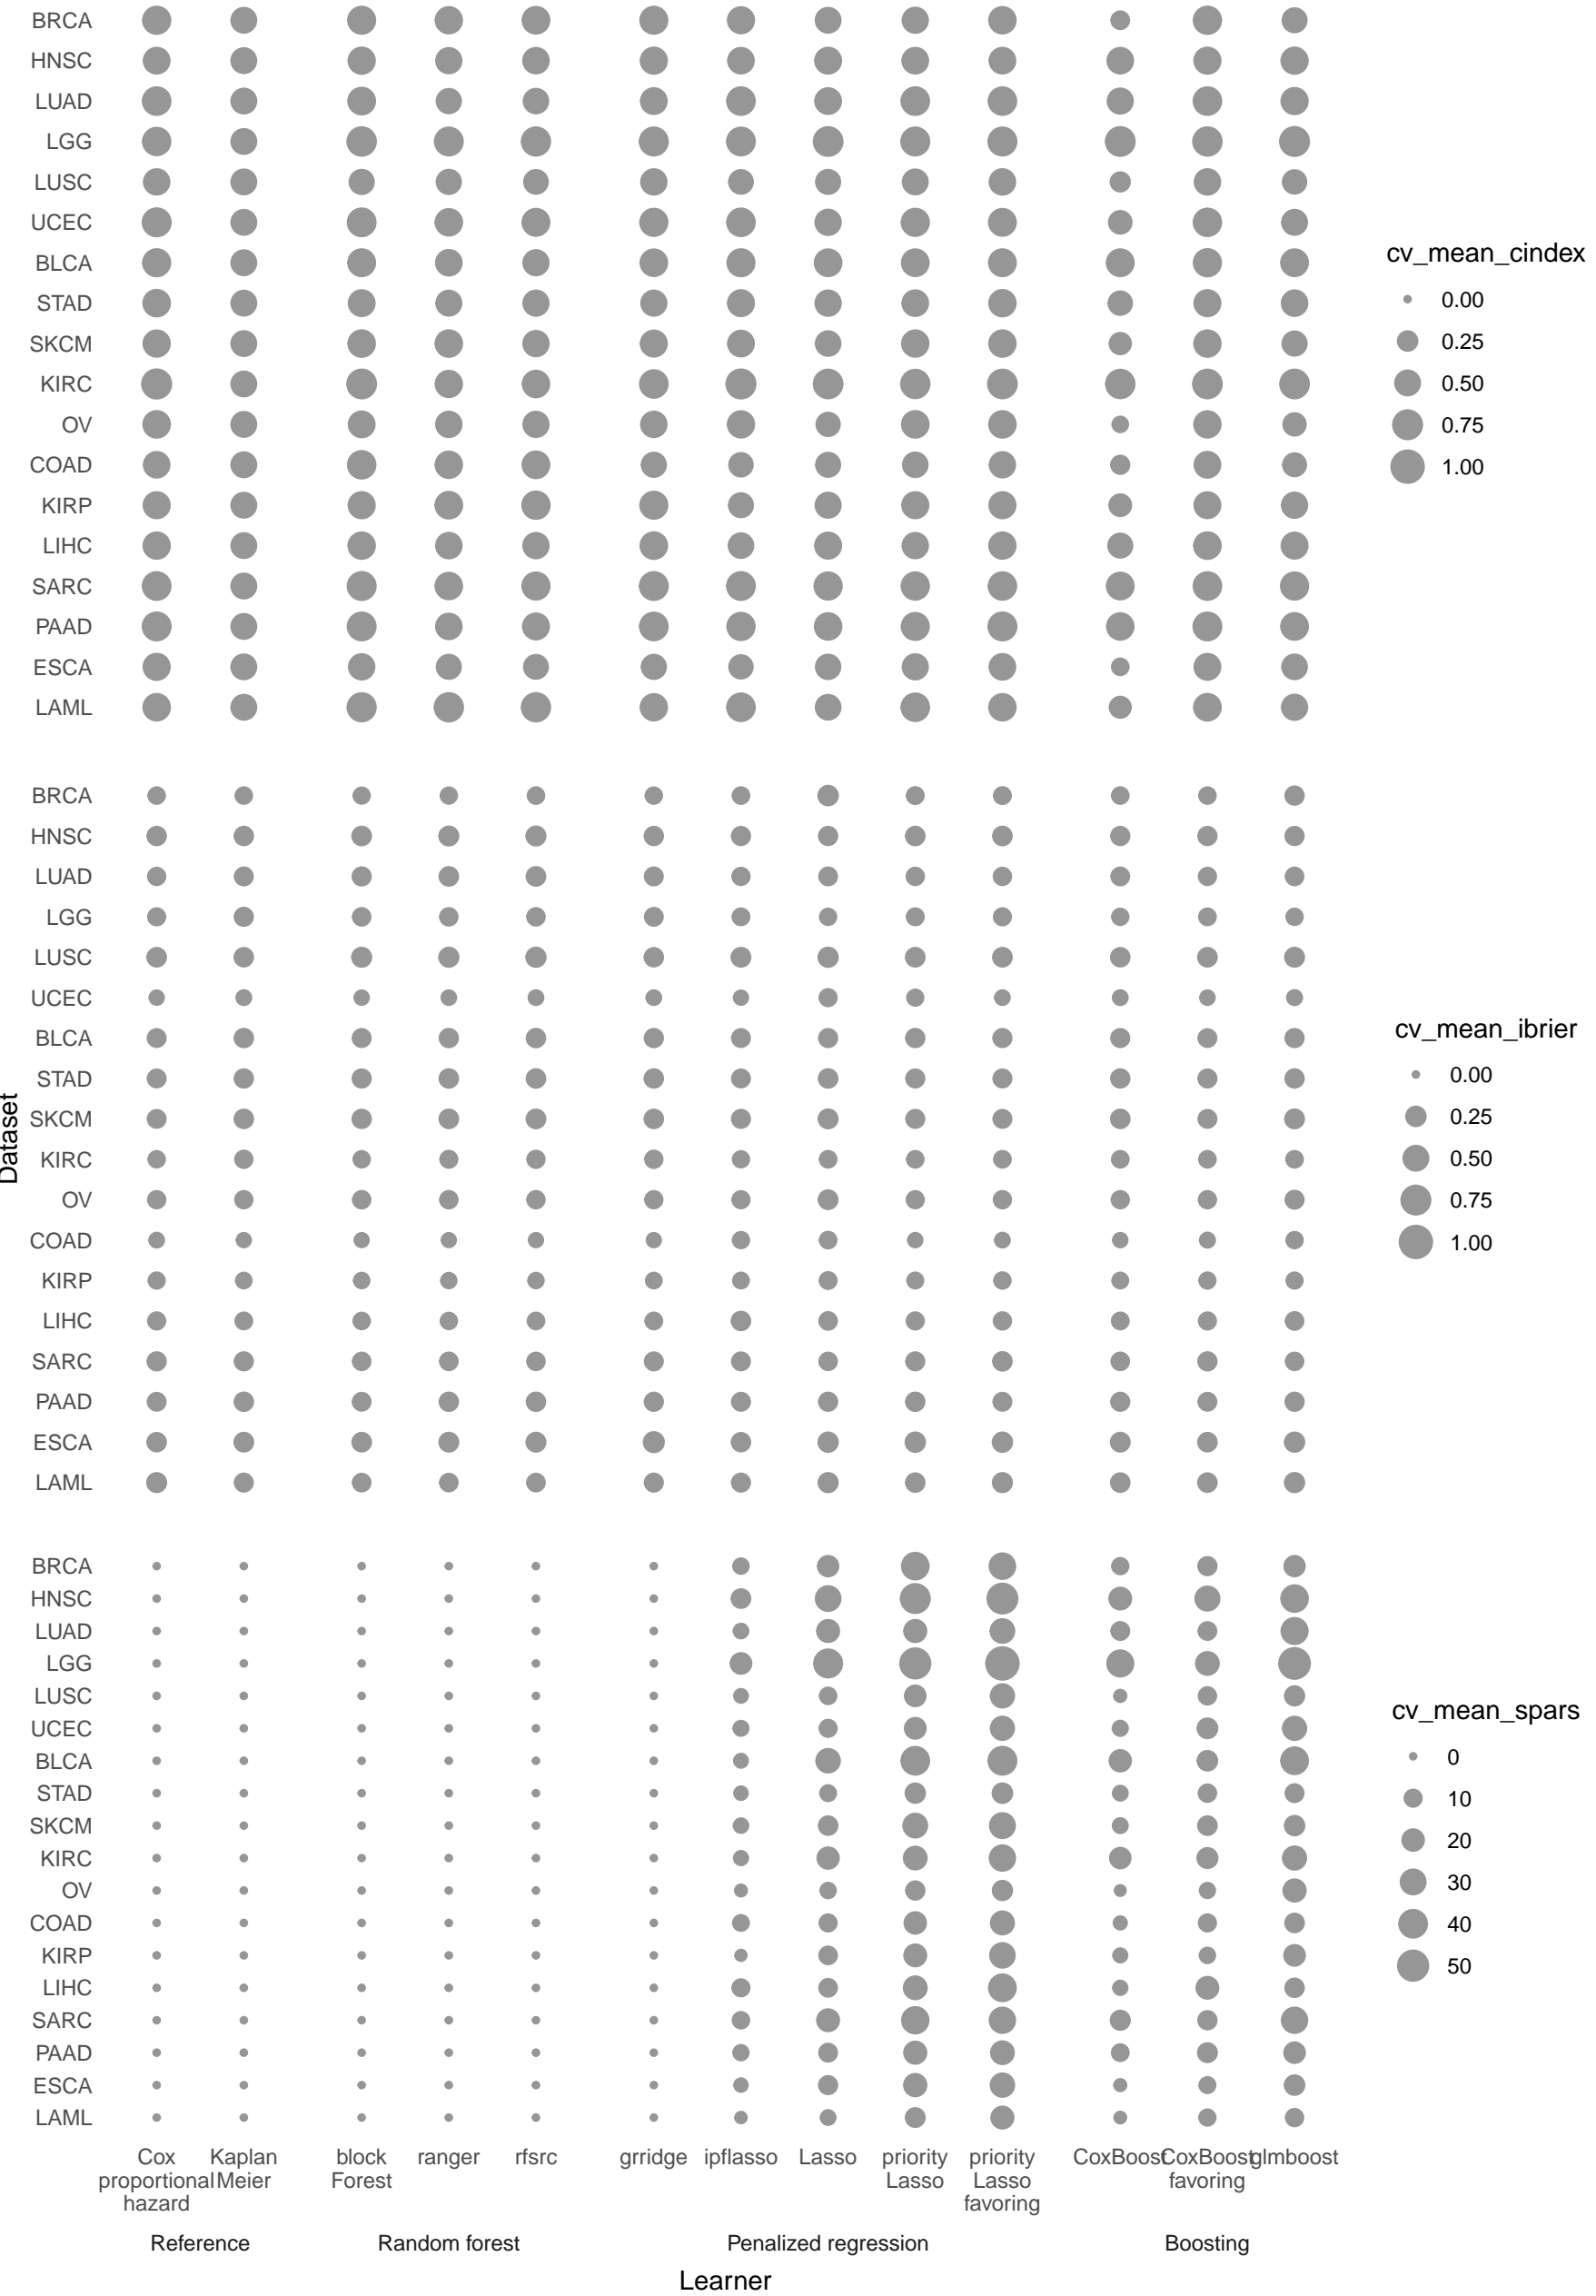 BRCA
HNSC
LUAD
LGG
LUSC
UCEC
BLCA
STAD
SKCM
KIRC
OV
COAD
KIRP
LIHC
SARC
PAAD
ESCA
LAML
cv_mean_cindex
0.00
0.25
0.50
0.75
1.00
BRCA
HNSC
LUAD
LGG
LUSC
UCEC
BLCA
STAD
SKCM
KIRC
OV
COAD
KIRP
LIHC
SARC
PAAD
ESCA
LAML
Dataset
cv_mean_ibrier
0.00
0.25
0.50
0.75
1.00
BRCA
HNSC
LUAD
LGG
LUSC
UCEC
BLCA
STAD
SKCM
KIRC
OV
COAD
KIRP
LIHC
SARC
PAAD
ESCA
LAML
cv_mean_spars
0
10
20
30
40
50
Cox
proportional
hazard
Kaplan
Meier
block
Forest
ranger
rfsrc
grridge
ipflasso
Lasso
priority
Lasso
priority
Lasso
favoring
CoxBoost
CoxBoost
favoring
glmboost
Reference
Random forest
Penalized regression
Boosting
Learner